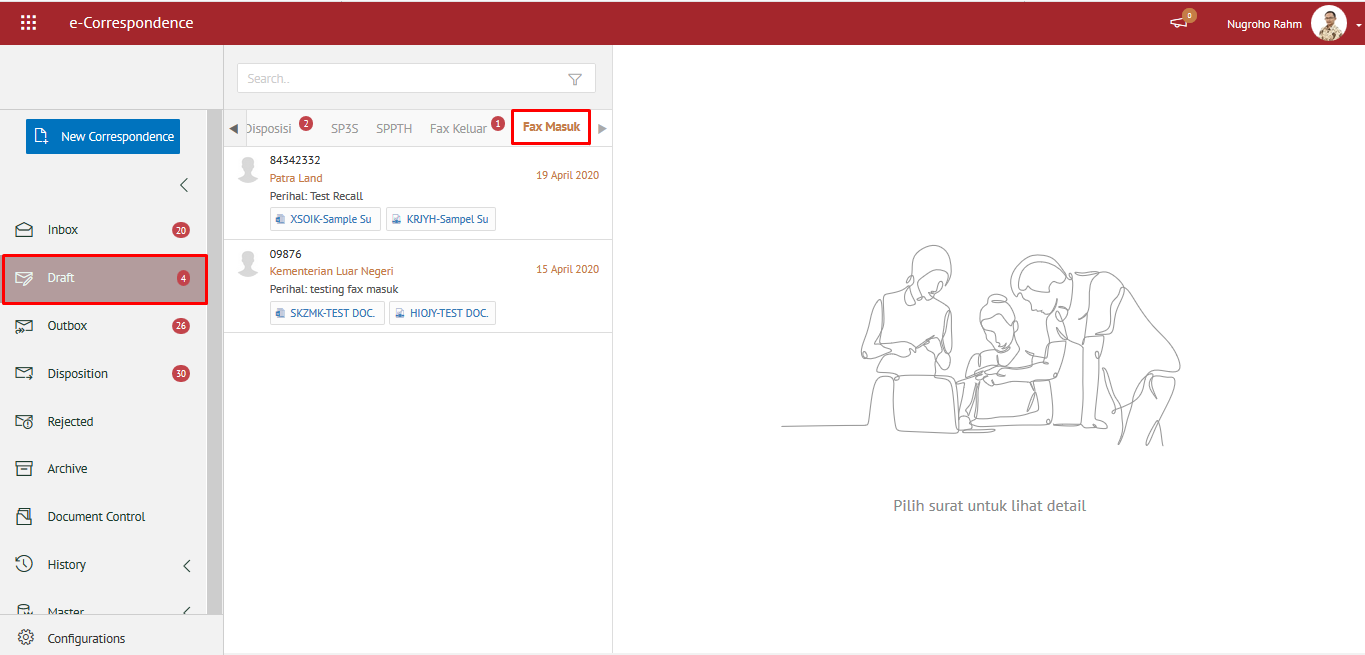 e-Correspondence
0
Nugroho Rahm
Search..
New Correspondence
Inbox 20
Draft 4
Outbox 26
Disposition 30
Rejected
Archive
Document Control
History
Master
Configurations
Disposisi 2 SP3S SPPTH Fax Keluar 1 Fax Masuk
84342332
Patra Land 19 April 2020
Perihal: Test Recall
XSOIK-Sample Su KRJYH-Sampel Su
09876
Kementerian Luar Negeri 15 April 2020
Perihal: testing fax masuk
SKZMK-TEST DOC. HIOJY-TEST DOC.
Pilih surat untuk lihat detail